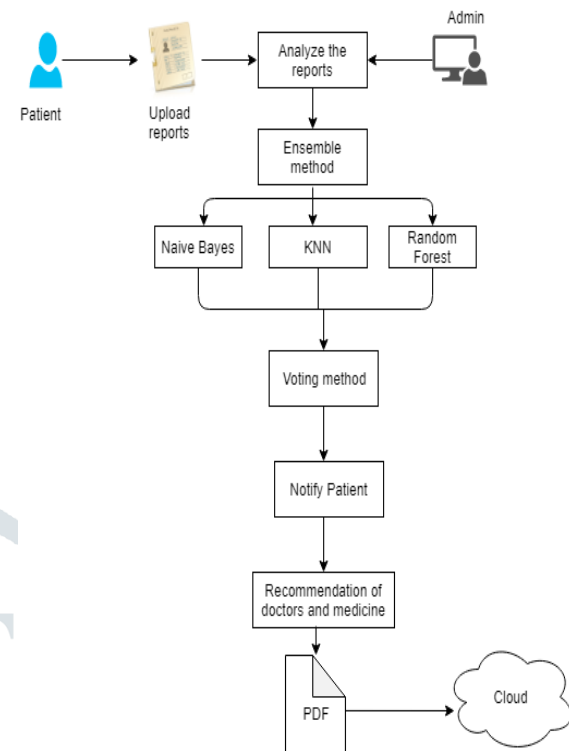 Admin
Analyze the
reports
Patient
Upload
reports
Ensemble
method
Naive Bayes
KNN
Random
Forest
Voting method
Notify Patient
Recommendation of
doctors and medicine
PDF
Cloud